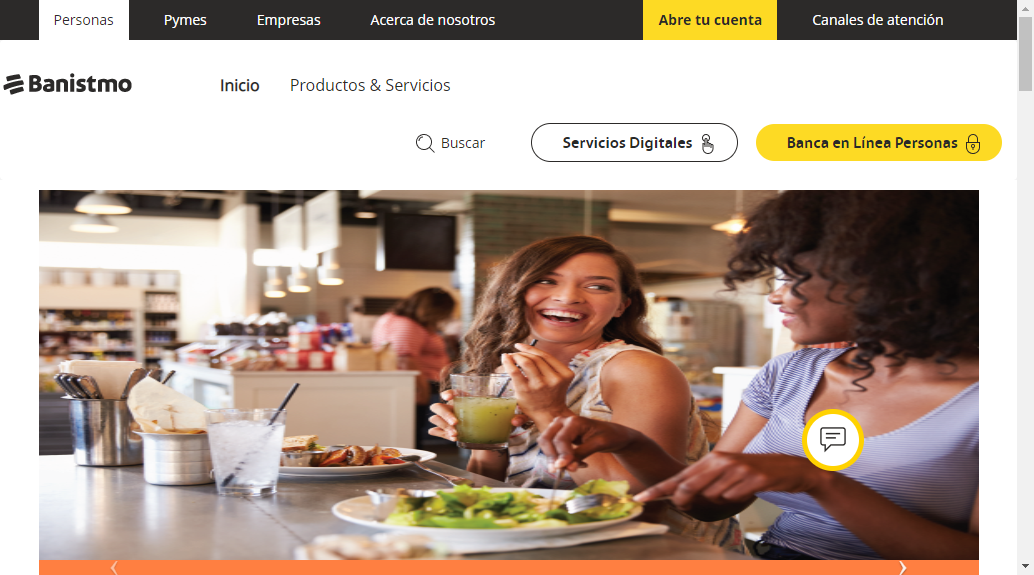 Personas Pymes Empresas Acerca de nosotros Abre tu cuenta Canales de atención
Banistmo Inicio Productos & Servicios
Buscar Servicios Digitales Banca en Línea Personas